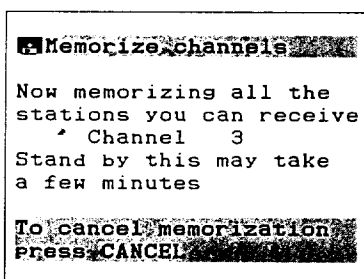 Memorize channels
Now memorizing all the
stations you can receive
Channel 3
Stand by this may take
a few minutes
To cancel memorization
press CANCEL